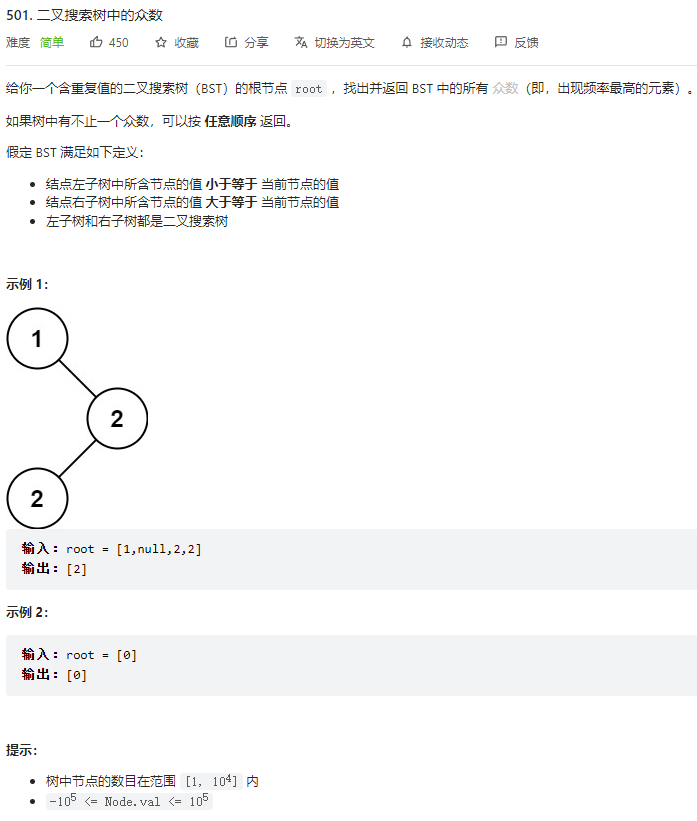 501. 二叉搜索树中的众数
难度 简单 450 收藏 分享 切换为英文 接收动态 反馈
给你一个含重复值的二叉搜索树（BST）的根节点 root ，找出并返回 BST 中的所有 众数（即，出现频率最高的元素）。
如果树中有不止一个众数，可以按 任意顺序 返回。
假定 BST 满足如下定义：
• 结点左子树中所含节点的值 小于等于 当前节点的值
• 结点右子树中所含节点的值 大于等于 当前节点的值
• 左子树和右子树都是二叉搜索树
示例 1：
1
2
2
输入：root = [1,null,2,2]
输出：[2]
示例 2：
输入：root = [0]
输出：[0]
提示：
• 树中节点的数目在范围 [1, 10⁴] 内
• -10⁵ <= Node.val <= 10⁵